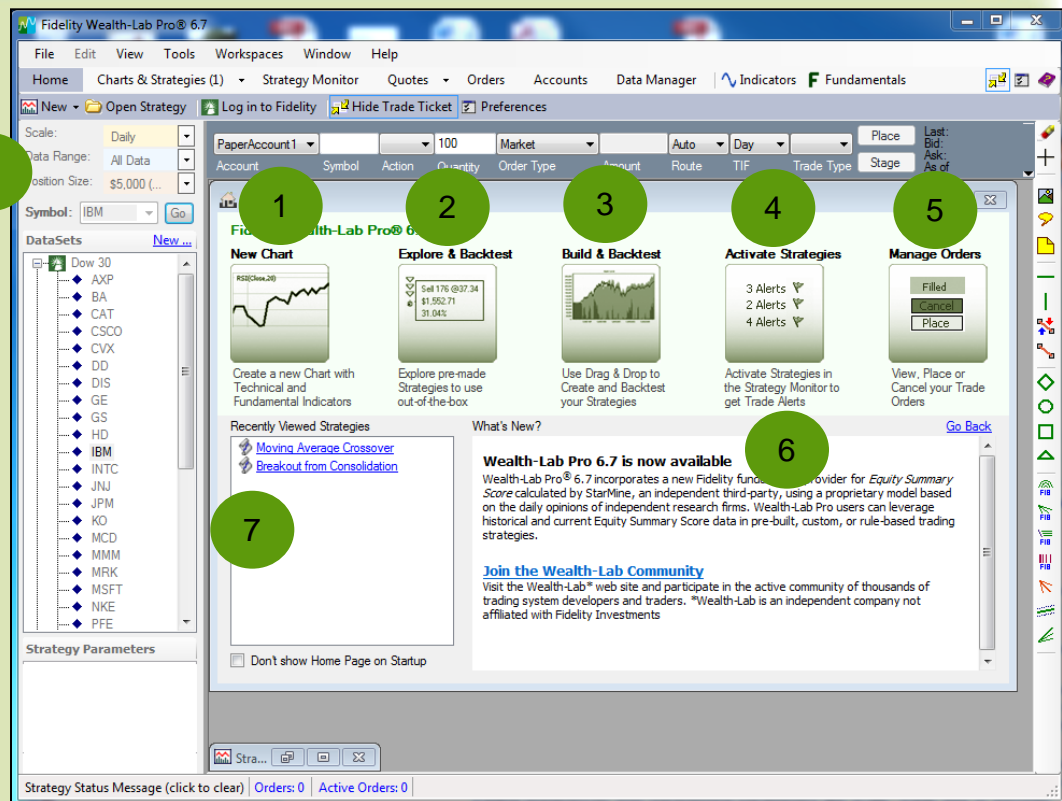 Fidelity Wealth-Lab Pro® 6.7
File Edit View Tools Workspaces Window Help
Home Charts & Strategies (1) Strategy Monitor Quotes Orders Accounts Data Manager Indicators F Fundamentals
New Open Strategy Log in to Fidelity Hide Trade Ticket Preferences
Scale: Daily
Data Range: All Data
Position Size: $5,000 (...
Symbol: IBM Go
DataSets New ...
Dow 30
AXP
BA
CAT
CSCO
CVX
DD
DIS
GE
GS
HD
IBM
INTC
JNJ
JPM
KO
MCD
MMM
MRK
MSFT
NKE
PFE
Strategy Parameters
PaperAccount1 100 Market Auto Day Place
Account Symbol Action Quantity Order Type Amount Route TIF Trade Type Stage
Last:
Bid:
Ask:
As of
1 2 3 4 5
New Chart
RSI(Close,20)
Create a new Chart with
Technical and
Fundamental Indicators
Explore & Backtest
Sell 176 @37.34
$1,552.71
31.04%
Explore pre-made
Strategies to use
out-of-the-box
Build & Backtest
Use Drag & Drop to
Create and Backtest
your Strategies
Activate Strategies
3 Alerts
2 Alerts
4 Alerts
Activate Strategies in
the Strategy Monitor to
get Trade Alerts
Manage Orders
Filled
Cancel
Place
View, Place or
Cancel your Trade
Orders
Recently Viewed Strategies
Moving Average Crossover
Breakout from Consolidation
7
Don't show Home Page on Startup
What's New? Go Back
6
Wealth-Lab Pro 6.7 is now available
Wealth-Lab Pro® 6.7 incorporates a new Fidelity provider for Equity Summary
Score calculated by StarMine, an independent third-party, using a proprietary model based
on the daily opinions of independent research firms. Wealth-Lab Pro users can leverage
historical and current Equity Summary Score data in pre-built, custom, or rule-based trading
strategies.
Join the Wealth-Lab Community
Visit the Wealth-Lab* web site and participate in the active community of thousands of
trading system developers and traders. *Wealth-Lab is an independent company not
affiliated with Fidelity Investments
FIB
FIB
FIB
FIB
Stra...
Strategy Status Message (click to clear) Orders: 0 Active Orders: 0